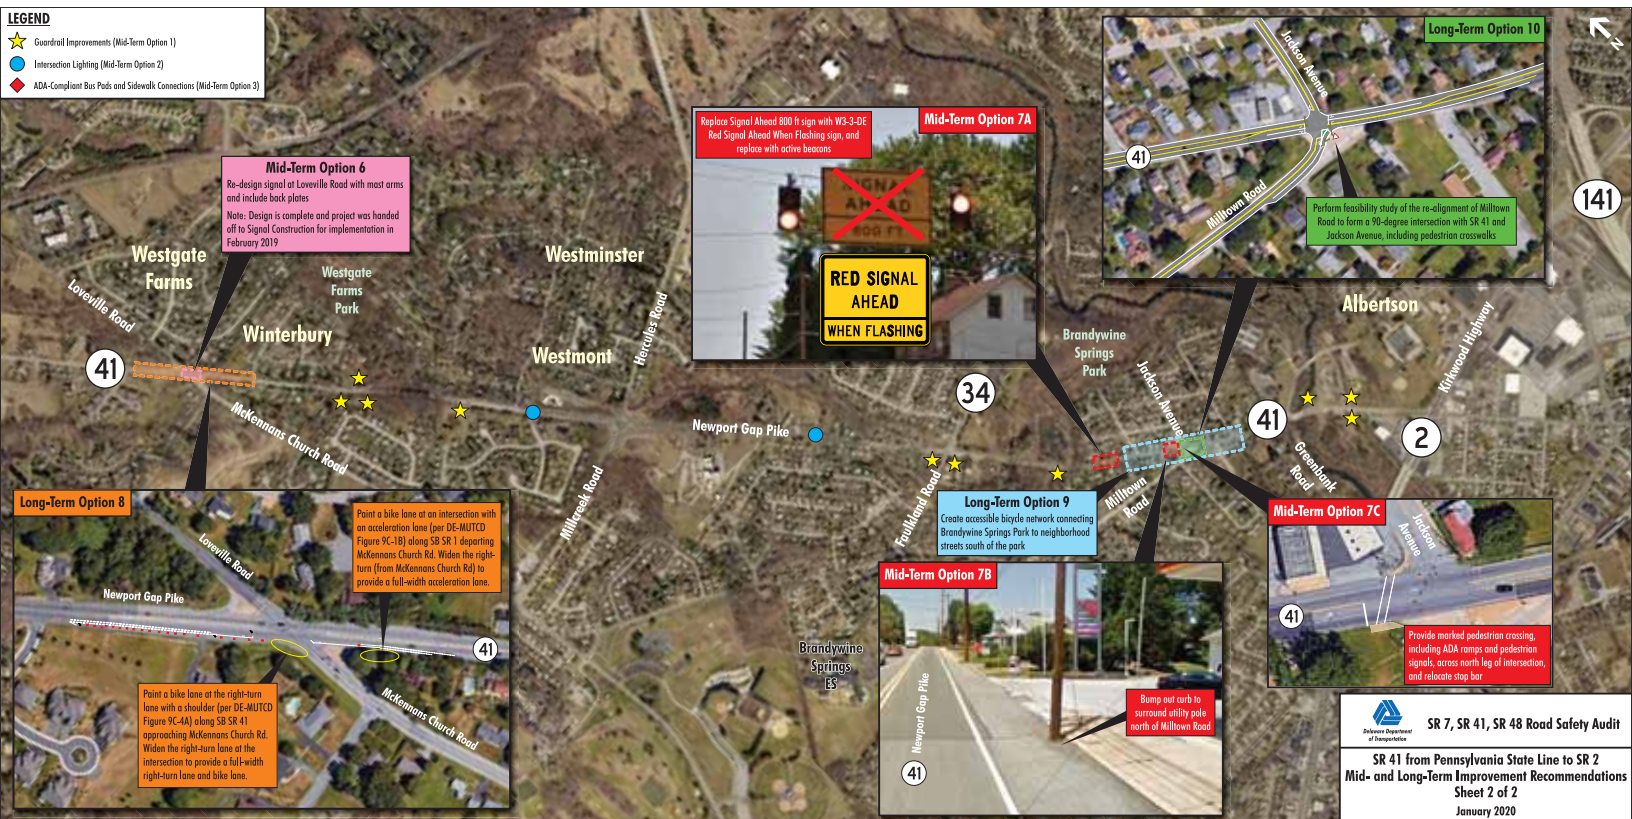 LEGEND
Guardrail Improvements (Mid-Term Option 1)
Intersection Lighting (Mid-Term Option 2)
ADA-Compliant Bus Pads and Sidewalk Connections (Mid-Term Option 3)
Mid-Term Option 6
Re-design signal at Loveville Road with mast arms
and include back plates
Note: Design is complete and project was handed
off to Signal Construction for implementation in
February 2019
Mid-Term Option 7A
Replace Signal Ahead 800 ft sign with W3-3-DE
Red Signal Ahead When Flashing sign, and
replace with active beacons
SIGNAL
AHEAD
800 FT
RED SIGNAL
AHEAD
WHEN FLASHING
Long-Term Option 10
Jackson Avenue
41
Milltown Road
Perform feasibility study of the re-alignment of Milltown
Road to form a 90-degree intersection with SR 41 and
Jackson Avenue, including pedestrian crosswalks
N
141
Westgate
Farms
Westgate
Farms
Park
Westminster
Loveville Road
Winterbury
Westmont
Hercules Road
41
McKennans Church Road
Newport Gap Pike
Millcreek Road
34
Brandywine
Springs
Park
Jackson Avenue
Albertson
Kirkwood Highway
41
2
Greenbank
Road
Faulkland Road
Milltown
Road
Brandywine
Springs
ES
Long-Term Option 8
Paint a bike lane at an intersection with
an acceleration lane (per DE-MUTCD
Figure 9C-1B) along SB SR 1 departing
McKennans Church Rd. Widen the right-
turn (from McKennans Church Rd) to
provide a full-width acceleration lane.
Loveville Road
Newport Gap Pike
41
McKennans Church Road
Paint a bike lane at the right-turn
lane with a shoulder (per DE-MUTCD
Figure 9C-4A) along SB SR 41
approaching McKennans Church Rd.
Widen the right-turn lane at the
intersection to provide a full-width
right-turn lane and bike lane.
Long-Term Option 9
Create accessible bicycle network connecting
Brandywine Springs Park to neighborhood
streets south of the park
Mid-Term Option 7B
Newport Gap Pike
41
Bump out curb to
surround utility pole
north of Milltown Road
Mid-Term Option 7C
Jackson
Avenue
41
Provide marked pedestrian crossing,
including ADA ramps and pedestrian
signals, across north leg of intersection,
and relocate stop bar
Delaware Department
of Transportation
SR 7, SR 41, SR 48 Road Safety Audit
SR 41 from Pennsylvania State Line to SR 2
Mid- and Long-Term Improvement Recommendations
Sheet 2 of 2
January 2020